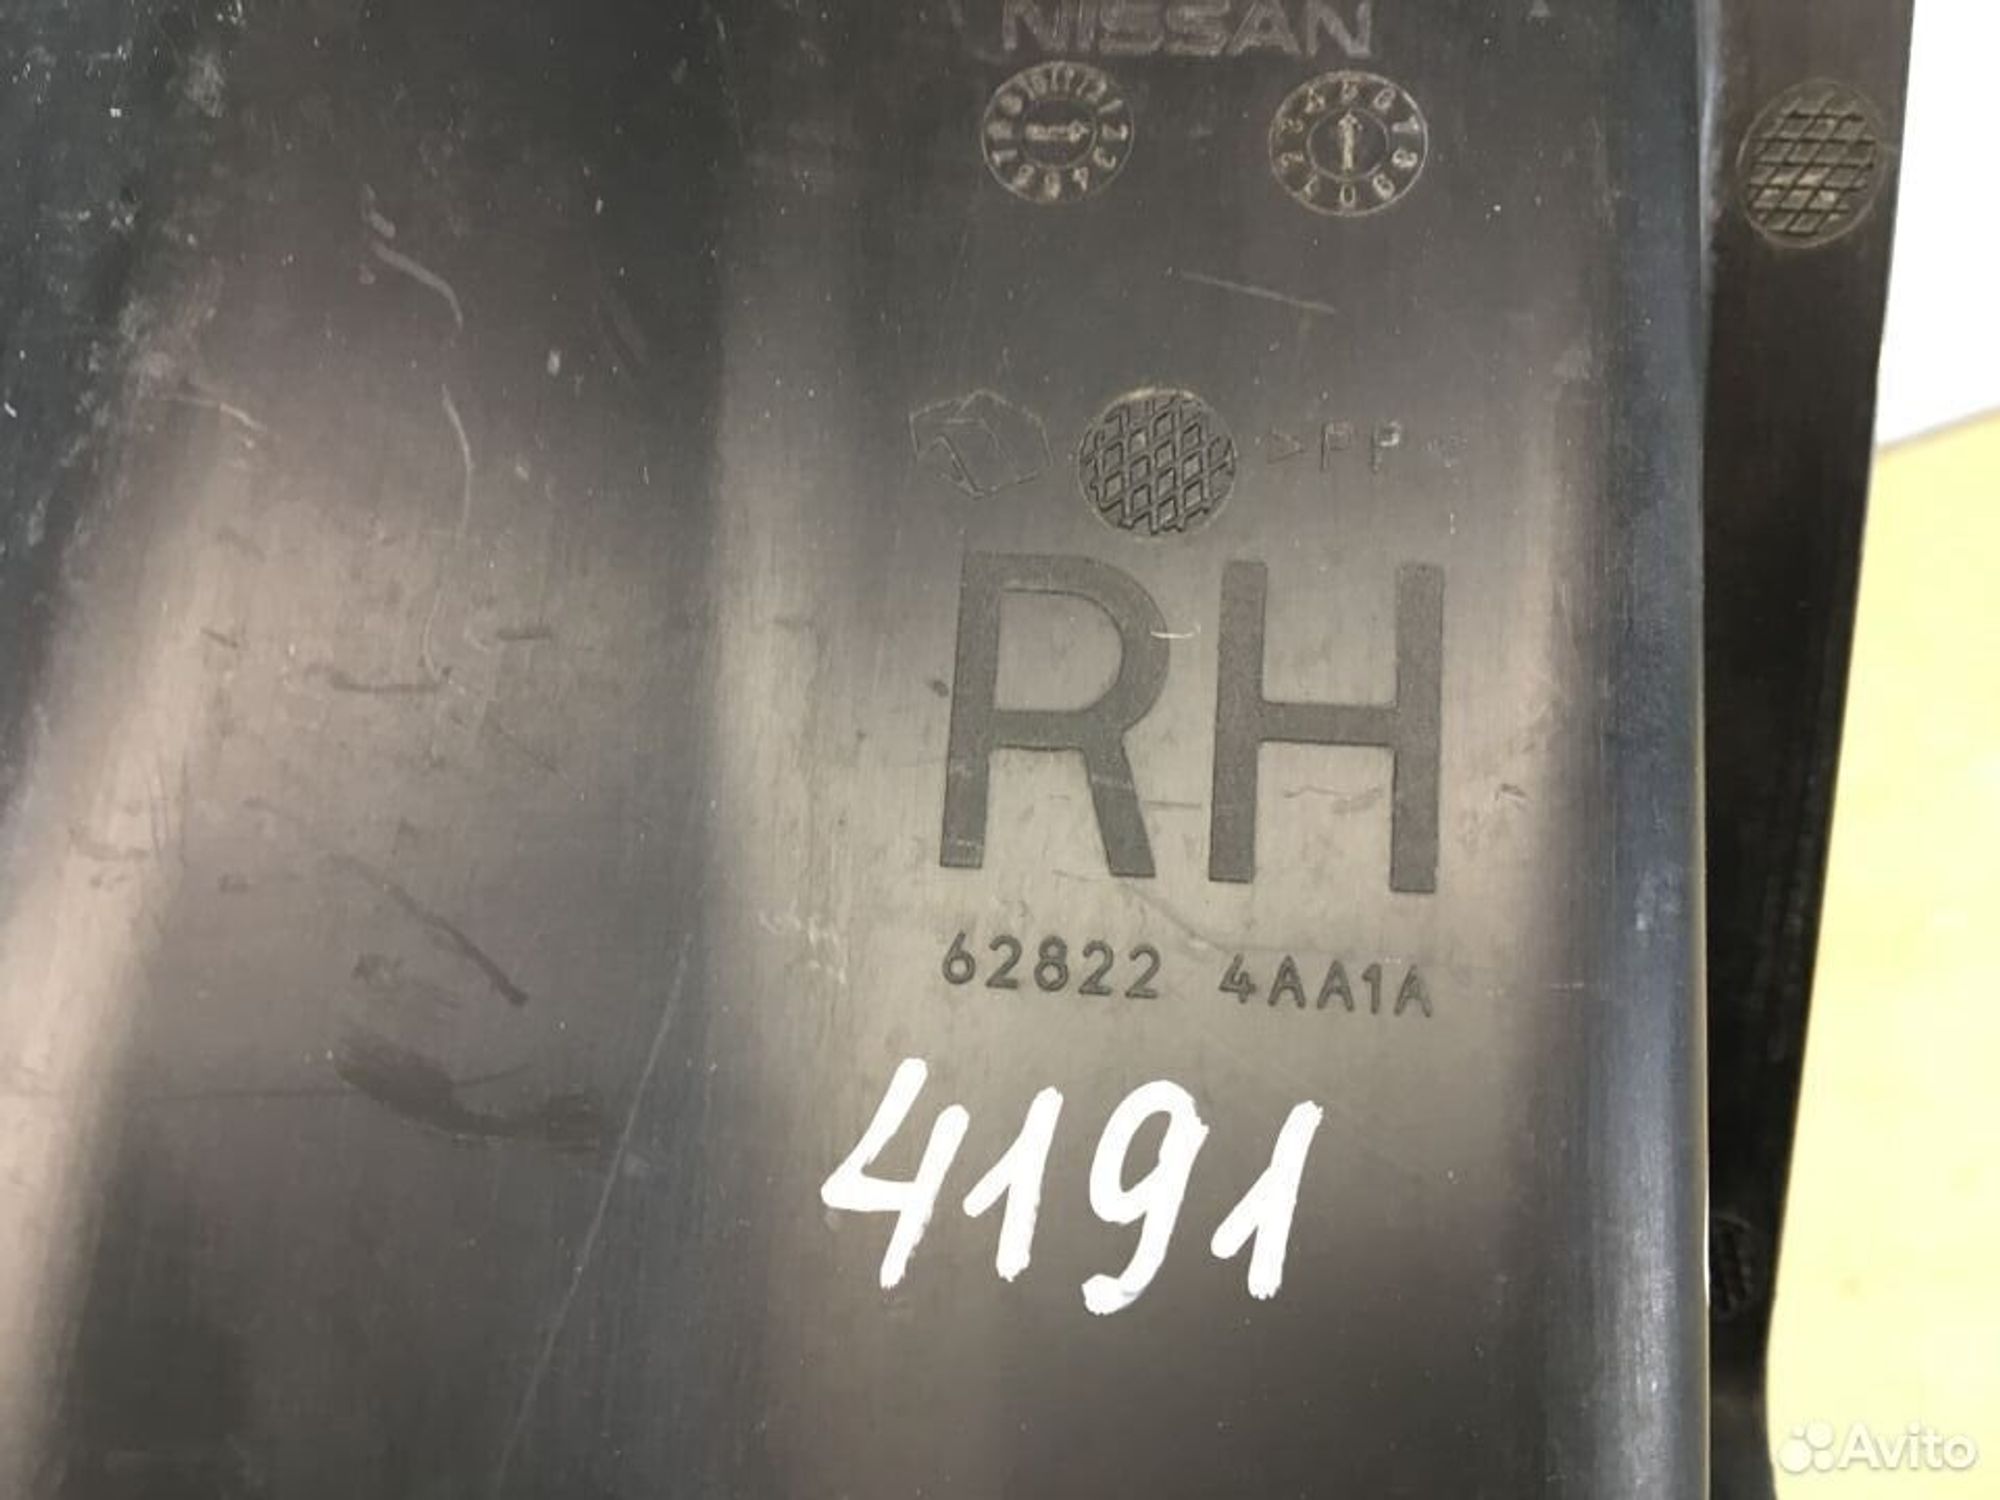 NISSAN
>PP<
RH
62822 4AA1A
4191
Avito